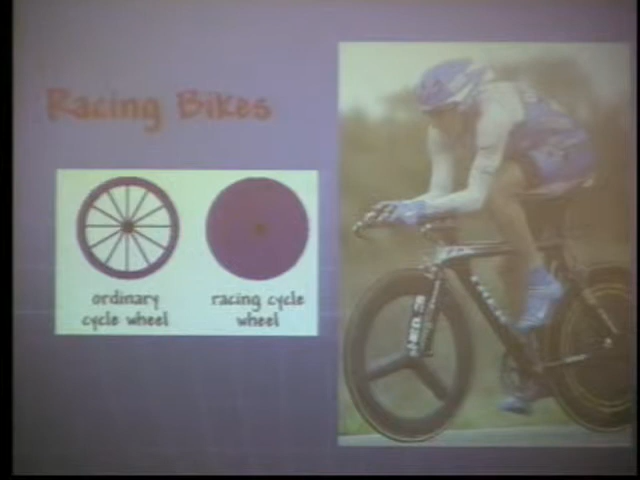 Racing Bikes
ordinary
cycle wheel
racing cycle
wheel